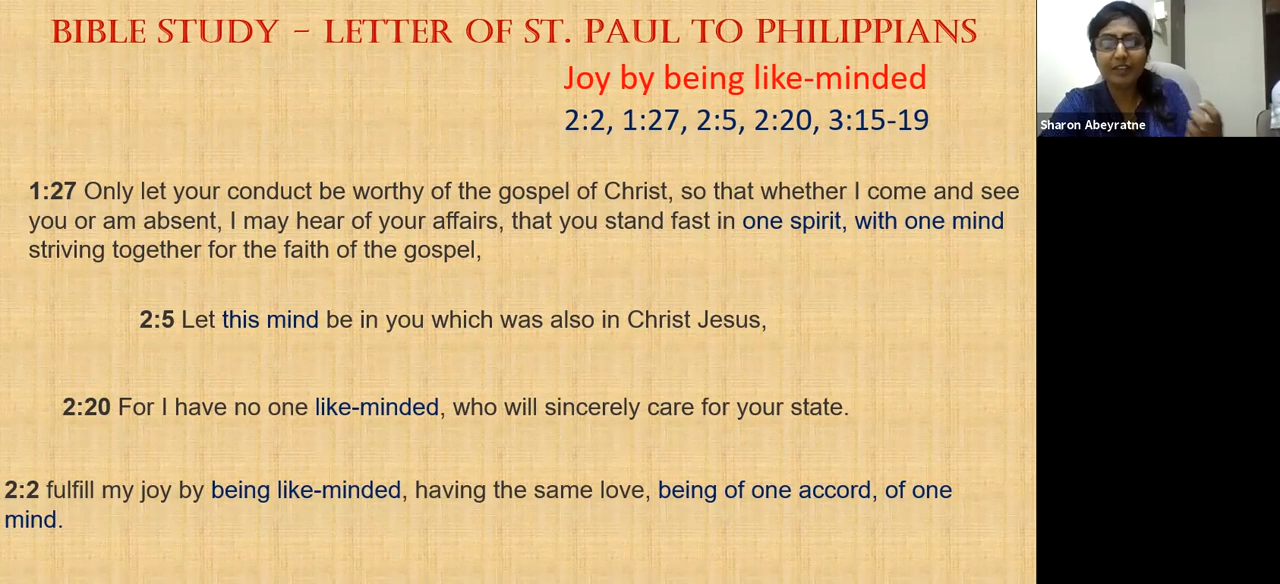 BIBLE STUDY – LETTER OF ST. PAUL TO PHILIPPIANS
Joy by being like-minded
2:2, 1:27, 2:5, 2:20, 3:15-19
Sharon Abeyratne
1:27 Only let your conduct be worthy of the gospel of Christ, so that whether I come and see
you or am absent, I may hear of your affairs, that you stand fast in one spirit, with one mind
striving together for the faith of the gospel,
2:5 Let this mind be in you which was also in Christ Jesus,
2:20 For I have no one like-minded, who will sincerely care for your state.
2:2 fulfill my joy by being like-minded, having the same love, being of one accord, of one
mind.